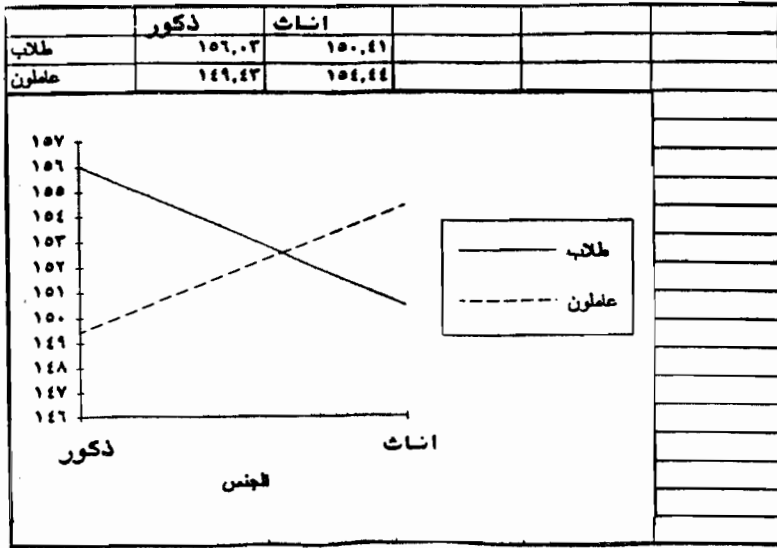 ذكور اناث
طلاب ١٥٦,٠٣ ١٥٠,٤١
عاملون ١٤٩,٤٣ ١٥٤,٤٤
١٥٧
١٥٦
١٥٥
١٥٤
١٥٣
١٥٢
١٥١
١٥٠
١٤٩
١٤٨
١٤٧
١٤٦
ذكور اناث
الجنس
طلاب
عاملون